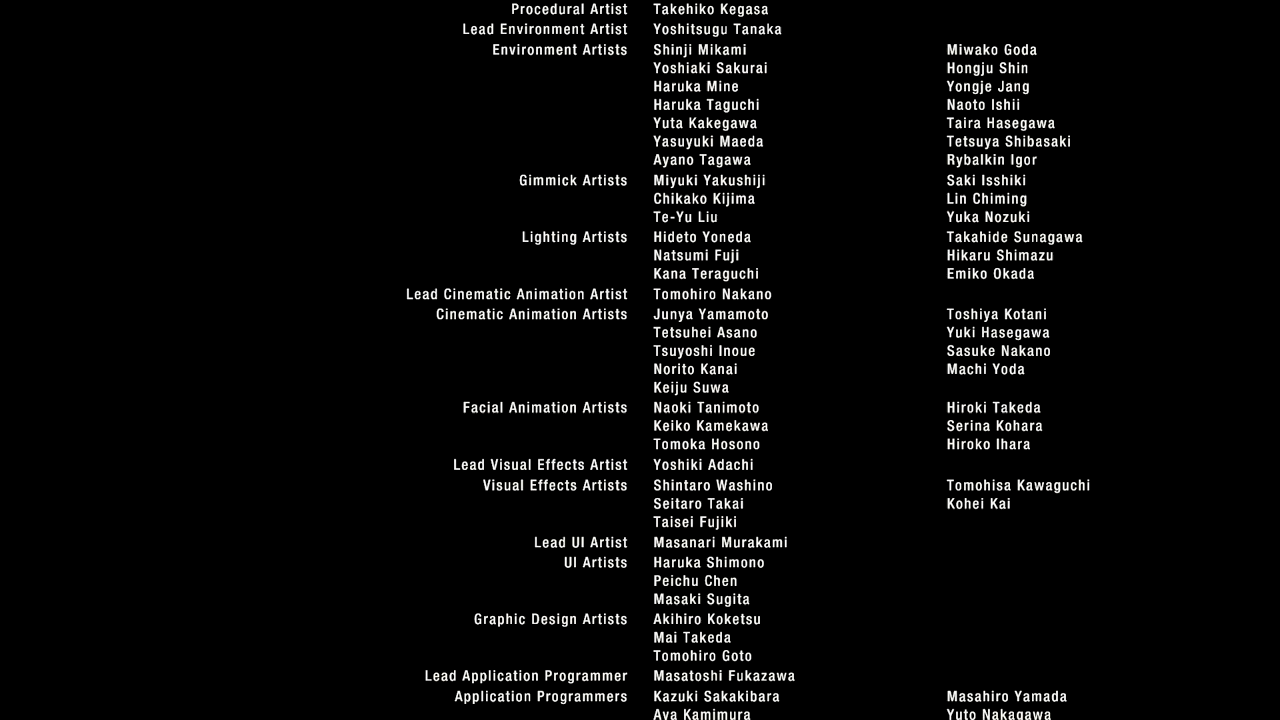 Procedural Artist Takehiko Kegasa
Lead Environment Artist Yoshitsugu Tanaka
Environment Artists Shinji Mikami Miwako Goda
Yoshiaki Sakurai Hongju Shin
Haruka Mine Yongje Jang
Haruka Taguchi Naoto Ishii
Yuta Kakegawa Taira Hasegawa
Yasuyuki Maeda Tetsuya Shibasaki
Ayano Tagawa Rybalkin Igor
Gimmick Artists Miyuki Yakushiji Saki Isshiki
Chikako Kijima Lin Chiming
Te-Yu Liu Yuka Nozuki
Lighting Artists Hideto Yoneda Takahide Sunagawa
Natsumi Fuji Hikaru Shimazu
Kana Teraguchi Emiko Okada
Lead Cinematic Animation Artist Tomohiro Nakano
Cinematic Animation Artists Junya Yamamoto Toshiya Kotani
Tetsuhei Asano Yuki Hasegawa
Tsuyoshi Inoue Sasuke Nakano
Norito Kanai Machi Yoda
Keiju Suwa
Facial Animation Artists Naoki Tanimoto Hiroki Takeda
Keiko Kamekawa Serina Kohara
Tomoka Hosono Hiroko Ihara
Lead Visual Effects Artist Yoshiki Adachi
Visual Effects Artists Shintaro Washino Tomohisa Kawaguchi
Seitaro Takai Kohei Kai
Taisei Fujiki
Lead UI Artist Masanari Murakami
UI Artists Haruka Shimono
Peichu Chen
Masaki Sugita
Graphic Design Artists Akihiro Koketsu
Mai Takeda
Tomohiro Goto
Lead Application Programmer Masatoshi Fukazawa
Application Programmers Kazuki Sakakibara Masahiro Yamada
Aya Kamimura Yuto Nakagawa